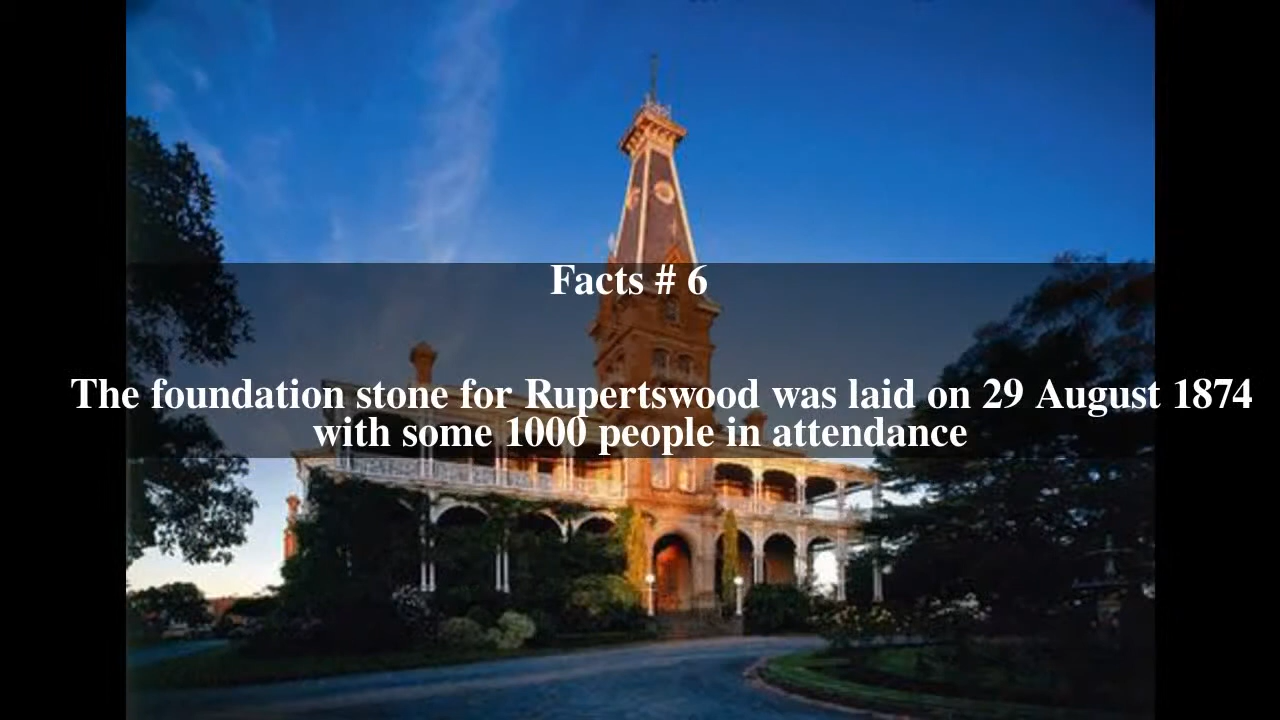 Facts # 6
The foundation stone for Rupertswood was laid on 29 August 1874
with some 1000 people in attendance